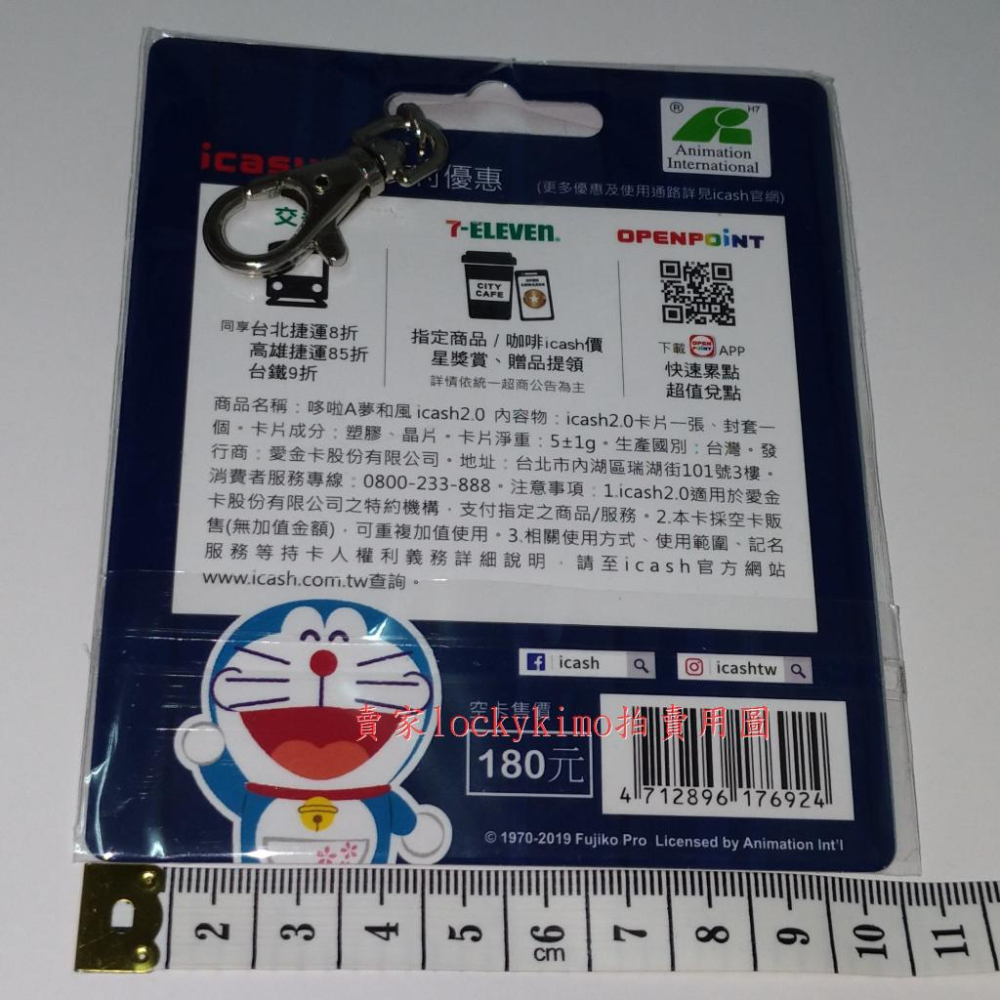 ® H7
Animation
International
icas
優惠
(更多優惠及使用通路詳見icash官網)
交
7-ELEVEN®
OPENPOINT
CITY
CAFE
同享台北捷運8折
高雄捷運85折
台鐵9折
指定商品 / 咖啡icash價
星獎賞、贈品提領
詳情依統一超商公告為主
下載 OPEN POINT APP
快速累點
超值兌點
商品名稱：哆啦A夢和風 icash2.0 內容物：icash2.0卡片一張、封套一
個。卡片成分：塑膠、晶片。卡片淨重：5±1g。生產國別：台灣。發
行商：愛金卡股份有限公司。地址：台北市內湖區瑞湖街101號3樓。
消費者服務專線：0800-233-888。注意事項：1.icash2.0適用於愛金
卡股份有限公司之特約機構，支付指定之商品/服務。2.本卡採空卡販
售(無加值金額)，可重複加值使用。3.相關使用方式、使用範圍、記名
服務等持卡人權利義務詳細說明，請至icash官方網站
www.icash.com.tw查詢。
icash
icashtw
空卡售價
賣家lockykimo拍賣用圖
180元
4 712896 176924
© 1970-2019 Fujiko Pro Licensed by Animation Int'l
2 3 4 5 6 7 8 9 10 11
cm